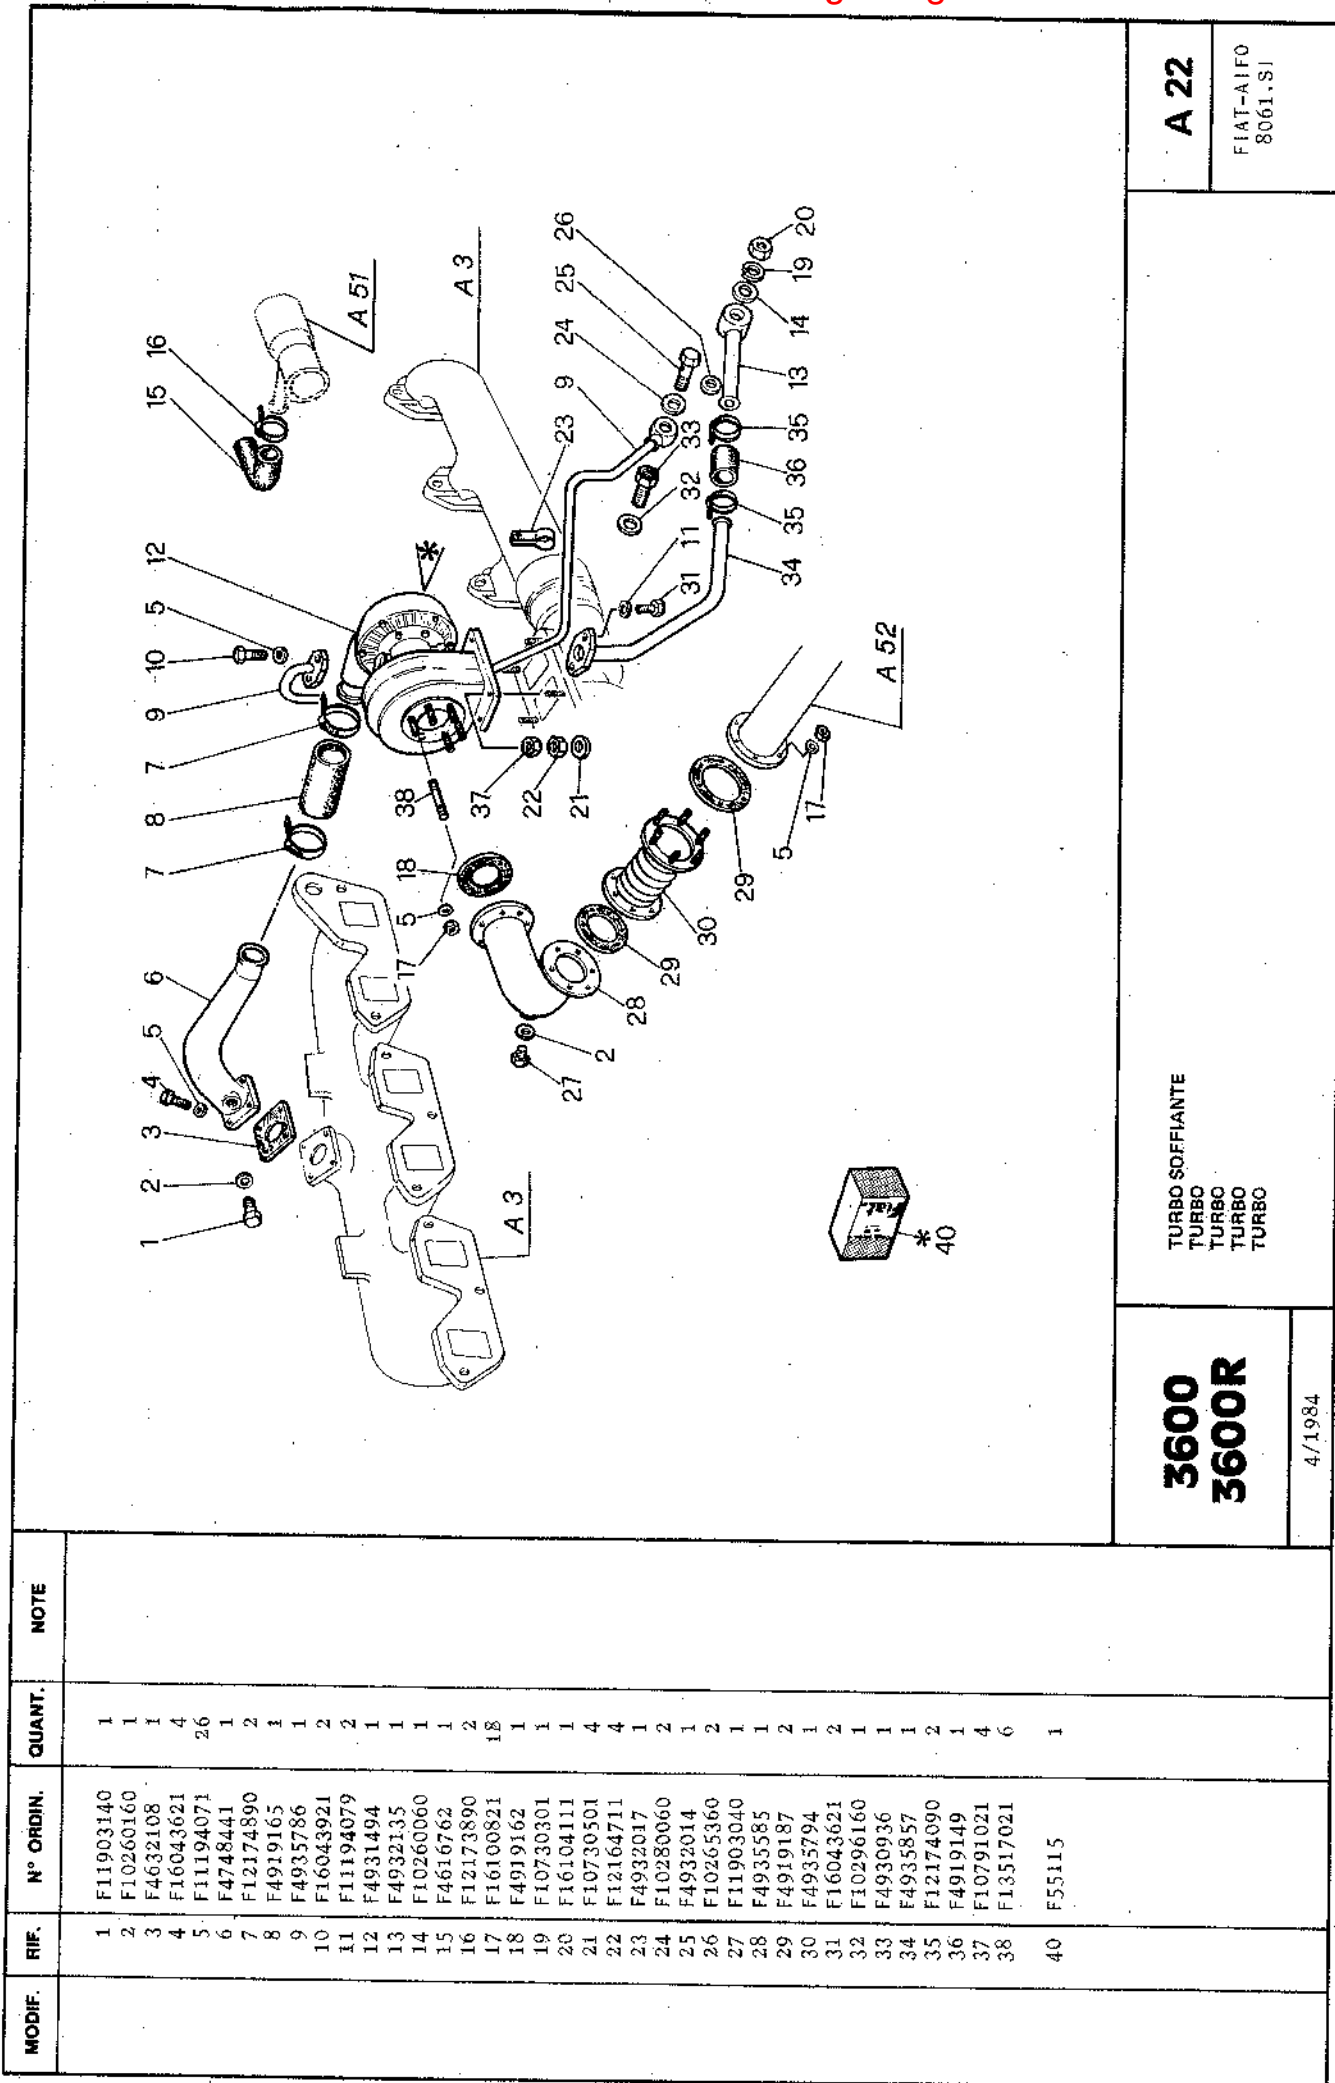 MODIF. RIF. N° ORDIN. QUANT. NOTE
1 F11903140 1
2 F10260160 1
3 F4632108 1
4 F16043621 4
5 F11194071 26
6 F4748441 1
7 F12174890 2
8 F4919165 1
9 F4935786 1
10 F16043921 2
11 F11194079 2
12 F4931494 1
13 F4932135 1
14 F10260060 1
15 F4616762 1
16 F12173890 2
17 F16100821 18
18 F4919162 1
19 F10730301 1
20 F16104111 1
21 F10730501 4
22 F12164711 4
23 F4932017 1
24 F10280060 2
25 F4932014 1
26 F10265360 2
27 F11903040 1
28 F4935585 1
29 F4919187 2
30 F4935794 1
31 F16043621 2
32 F10296160 1
33 F4930936 1
34 F4935857 1
35 F12174090 2
36 F4919149 1
37 F10791021 4
38 F13517021 6
40 F55115 1
1 2 3 4 5 6 7 8 7 9 10 5 12 15 16
A 51
A 3
A 3
17 5 18 38 37 22 21 23 9 24 25 26
27 2 28 29 30 29 5 17
A 52
31 11 32 33
34 35 36 35 13 14 19 20
*
* 40
Fiat
3600
3600R
4/1984
TURBO SOFFIANTE
TURBO
TURBO
TURBO
TURBO
A 22
FIAT-AIFO
8061.SI